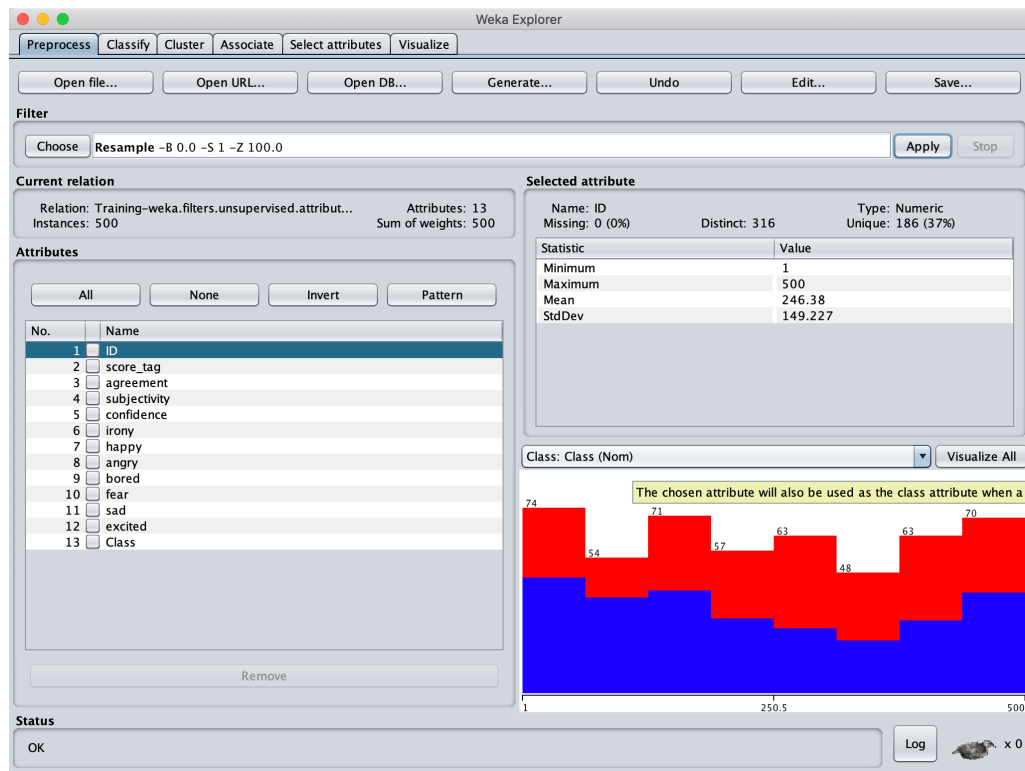 Weka Explorer
Preprocess Classify Cluster Associate Select attributes Visualize
Open file... Open URL... Open DB... Generate... Undo Edit... Save...
Filter
Choose Resample -B 0.0 -S 1 -Z 100.0 Apply Stop
Current relation
Relation: Training-weka.filters.unsupervised.attribut... Attributes: 13
Instances: 500 Sum of weights: 500
Attributes
All None Invert Pattern
No. Name
1 ID
2 score_tag
3 agreement
4 subjectivity
5 confidence
6 irony
7 happy
8 angry
9 bored
10 fear
11 sad
12 excited
13 Class
Remove
Selected attribute
Name: ID Type: Numeric
Missing: 0 (0%) Distinct: 316 Unique: 186 (37%)
Statistic Value
Minimum 1
Maximum 500
Mean 246.38
StdDev 149.227
Class: Class (Nom) Visualize All
The chosen attribute will also be used as the class attribute when a
74 54 71 57 63 48 63 70
1 250.5 500
Status
OK
Log x 0